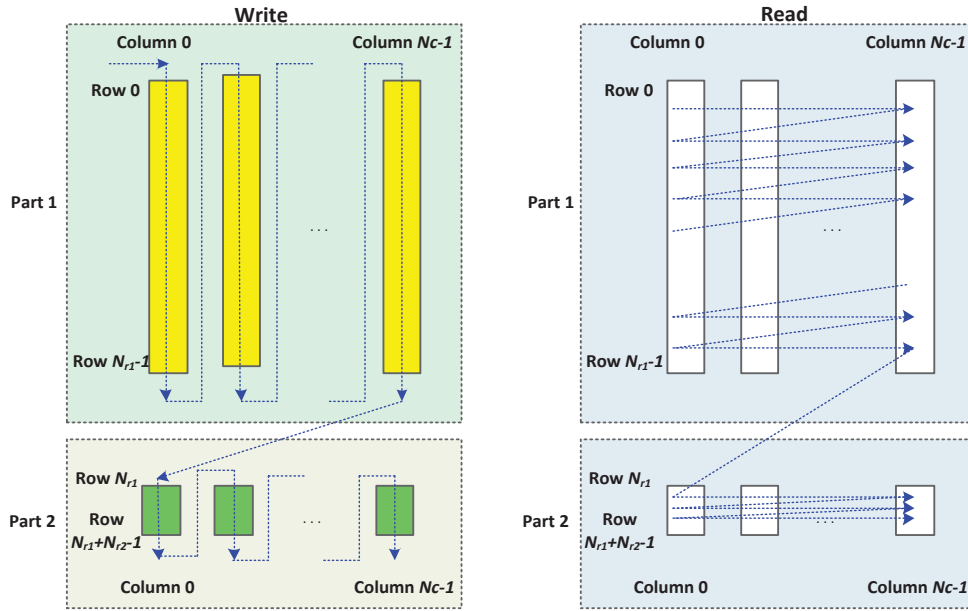 Write
Column 0
Column Nc-1
Row 0
Part 1
. . .
Row Nr1-1
Row Nr1
Part 2
Row
Nr1+Nr2-1
. . .
Column 0
Column Nc-1
Read
Column 0
Column Nc-1
Row 0
Part 1
. . .
Row Nr1-1
Row Nr1
Part 2
Row
Nr1+Nr2-1
. . .
Column 0
Column Nc-1